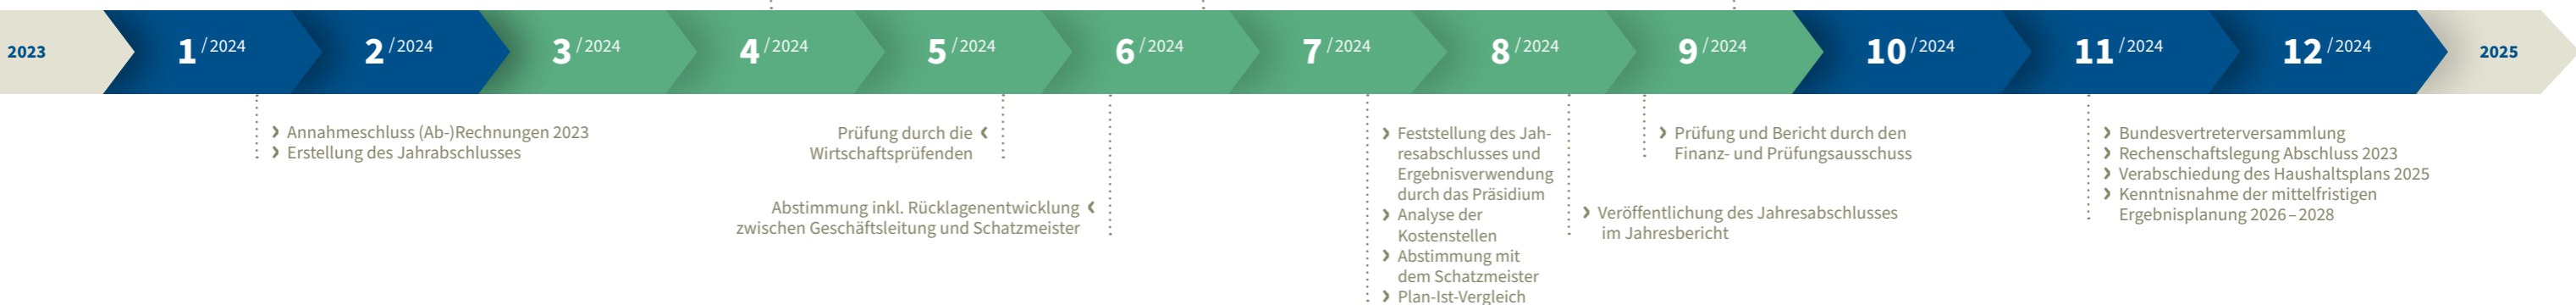 2023
1 / 2024
2 / 2024
3 / 2024
4 / 2024
5 / 2024
6 / 2024
7 / 2024
8 / 2024
9 / 2024
10 / 2024
11 / 2024
12 / 2024
2025
Annahmeschluss (Ab-)Rechnungen 2023
Erstellung des Jahrabschlusses
Prüfung durch die
Wirtschaftsprüfenden
Abstimmung inkl. Rücklagenentwicklung
zwischen Geschäftsleitung und Schatzmeister
Feststellung des Jah-
resabschlusses und
Ergebnisverwendung
durch das Präsidium
Analyse der
Kostenstellen
Abstimmung mit
dem Schatzmeister
Plan-Ist-Vergleich
Veröffentlichung des Jahresabschlusses
im Jahresbericht
Prüfung und Bericht durch den
Finanz- und Prüfungsausschuss
Bundesvertreterversammlung
Rechenschaftslegung Abschluss 2023
Verabschiedung des Haushaltsplans 2025
Kenntnisnahme der mittelfristigen
Ergebnisplanung 2026–2028